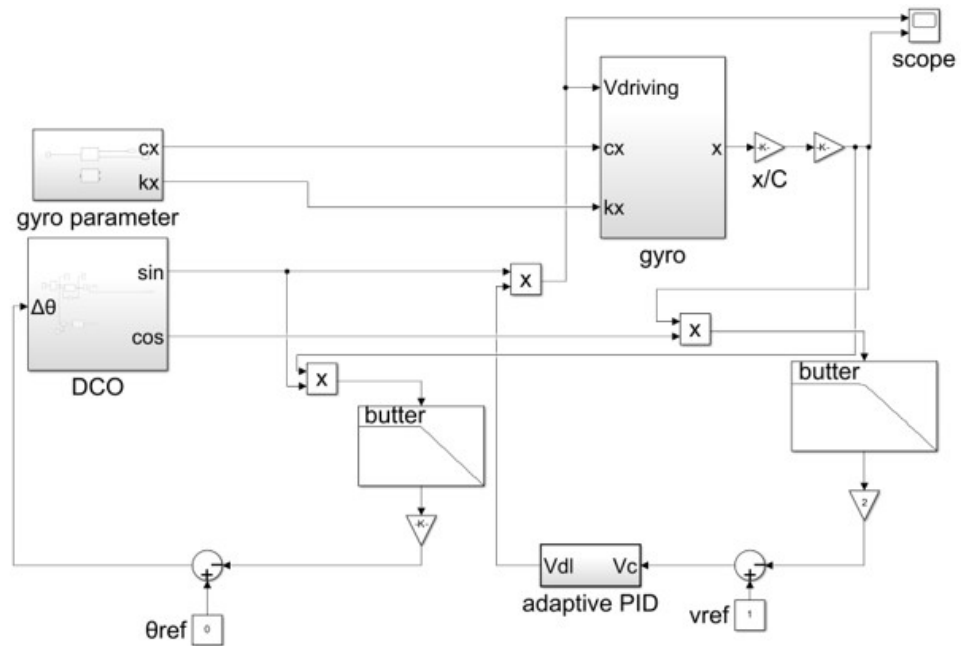 scope
Vdriving
cx
cx
x
-K-
-K-
kx
kx
x/C
gyro parameter
gyro
sin
x
Δθ
cos
x
DCO
x
butter
butter
-K-
2
Vdl
Vc
adaptive PID
θref
0
vref
1